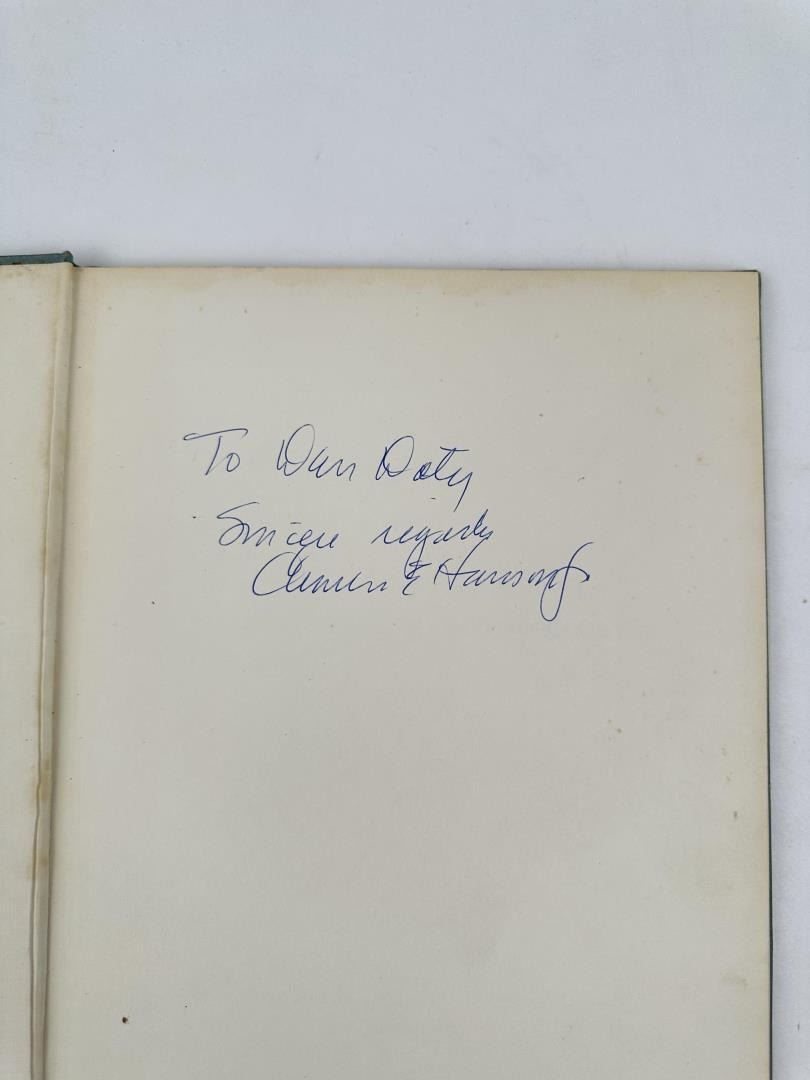 To Dan Doty
Sincere regards
E